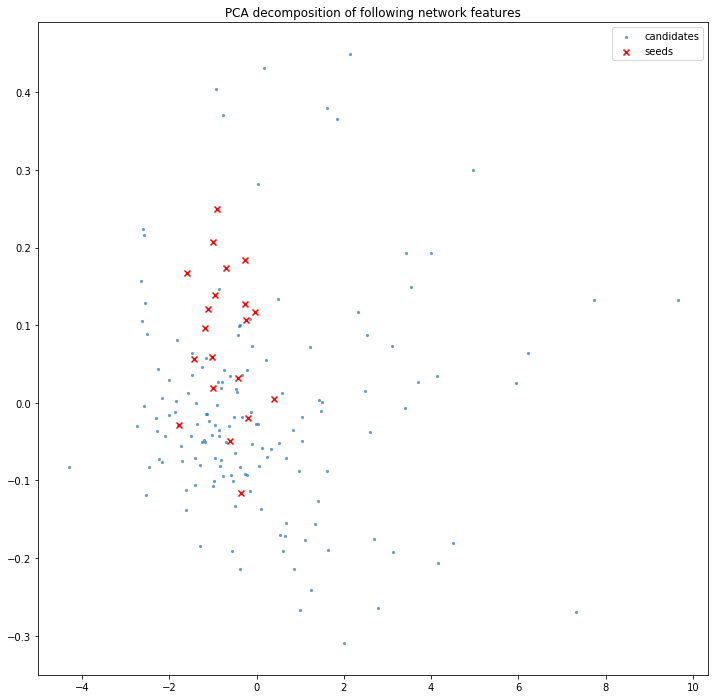 PCA decomposition of following network features
candidates
seeds
0.4
0.3
0.2
0.1
0.0
−0.1
−0.2
−0.3
−4 −2 0 2 4 6 8 10